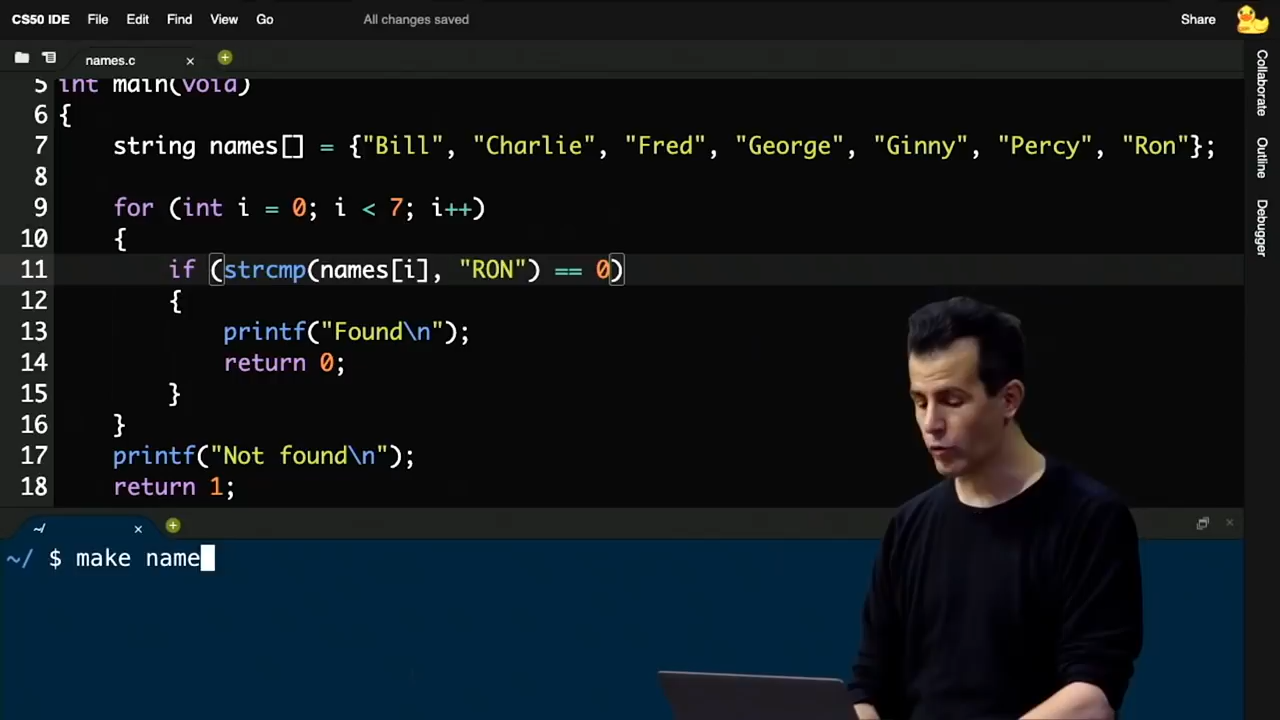 CS50 IDE File Edit Find View Go All changes saved Share
names.c
5 int main(void)
6 {
7 string names[] = {"Bill", "Charlie", "Fred", "George", "Ginny", "Percy", "Ron"};
8
9 for (int i = 0; i < 7; i++)
10 {
11 if (strcmp(names[i], "RON") == 0)
12 {
13 printf("Found\n");
14 return 0;
15 }
16 }
17 printf("Not found\n");
18 return 1;
~/
~/ $ make name
Collaborate
Outline
Debugger